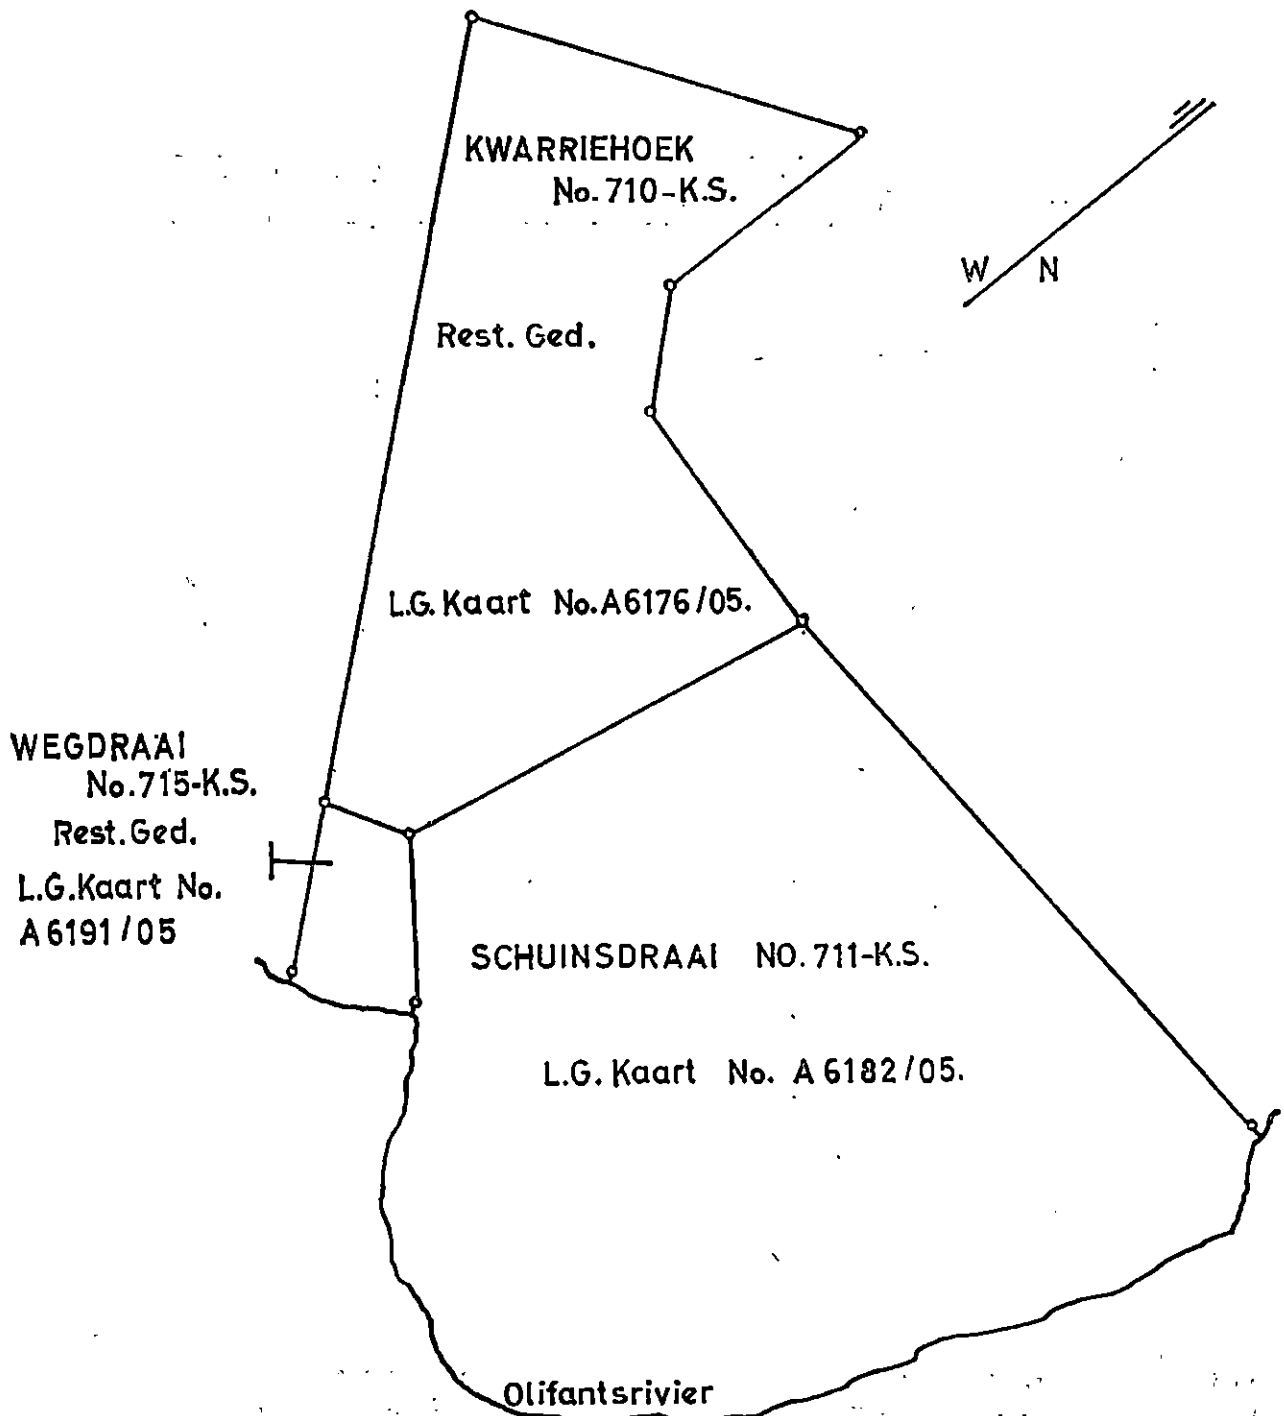 KWARRIEHOEK
No. 710-K.S.
W N
Rest. Ged.
L.G. Kaart No. A6176/05.
WEGDRAAI
No. 715-K.S.
Rest. Ged.
L.G. Kaart No.
A6191/05
SCHUINSDRAAI NO. 711-K.S.
L.G. Kaart No. A6182/05.
Olifantsrivier